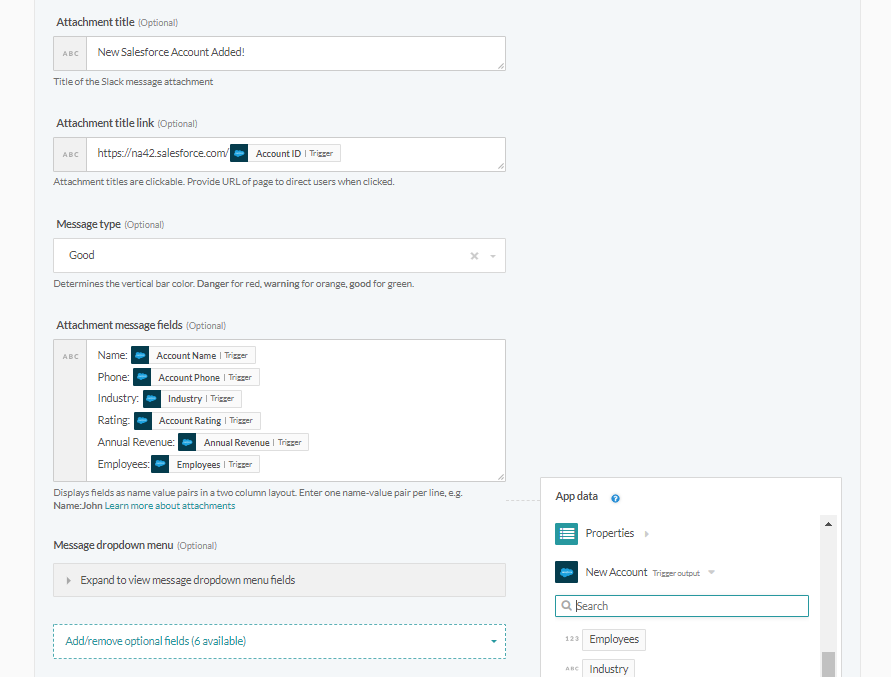 Attachment title (Optional)
ABC New Salesforce Account Added!
Title of the Slack message attachment
Attachment title link (Optional)
ABC https://na42.salesforce.com/ Account ID | Trigger
Attachment titles are clickable. Provide URL of page to direct users when clicked.
Message type (Optional)
Good
Determines the vertical bar color. Danger for red, warning for orange, good for green.
Attachment message fields (Optional)
ABC Name: Account Name | Trigger
Phone: Account Phone | Trigger
Industry: Industry | Trigger
Rating: Account Rating | Trigger
Annual Revenue: Annual Revenue | Trigger
Employees: Employees | Trigger
Displays fields as name value pairs in a two column layout. Enter one name-value pair per line, e.g.
Name:John Learn more about attachments
Message dropdown menu (Optional)
Expand to view message dropdown menu fields
Add/remove optional fields (6 available)
App data ?
Properties
New Account Trigger output
Search
123 Employees
ABC Industry